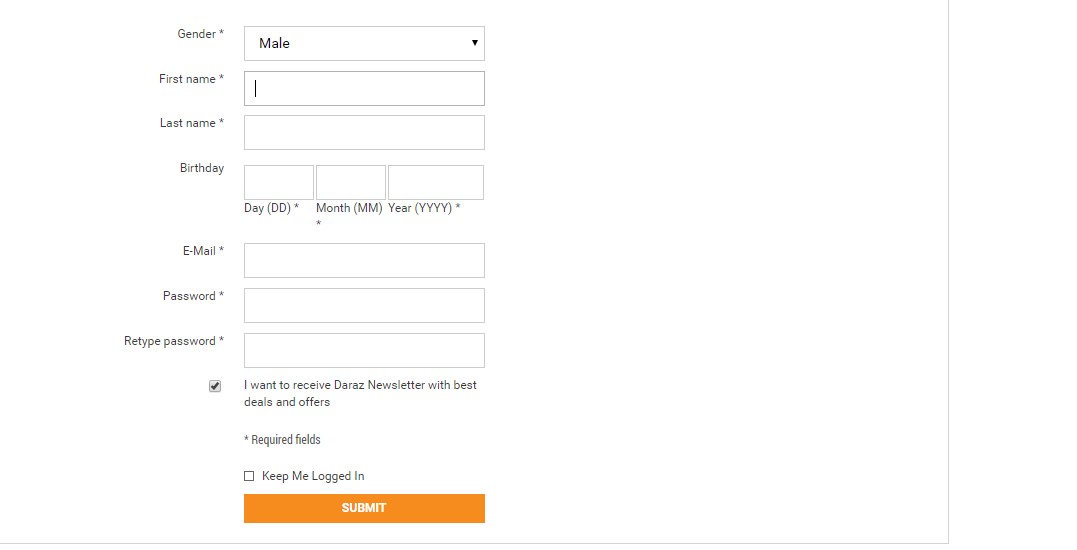 Gender *
Male
First name *
Last name *
Birthday
Day (DD) * Month (MM) Year (YYYY) *
*
E-Mail *
Password *
Retype password *
I want to receive Daraz Newsletter with best
deals and offers
* Required fields
Keep Me Logged In
SUBMIT